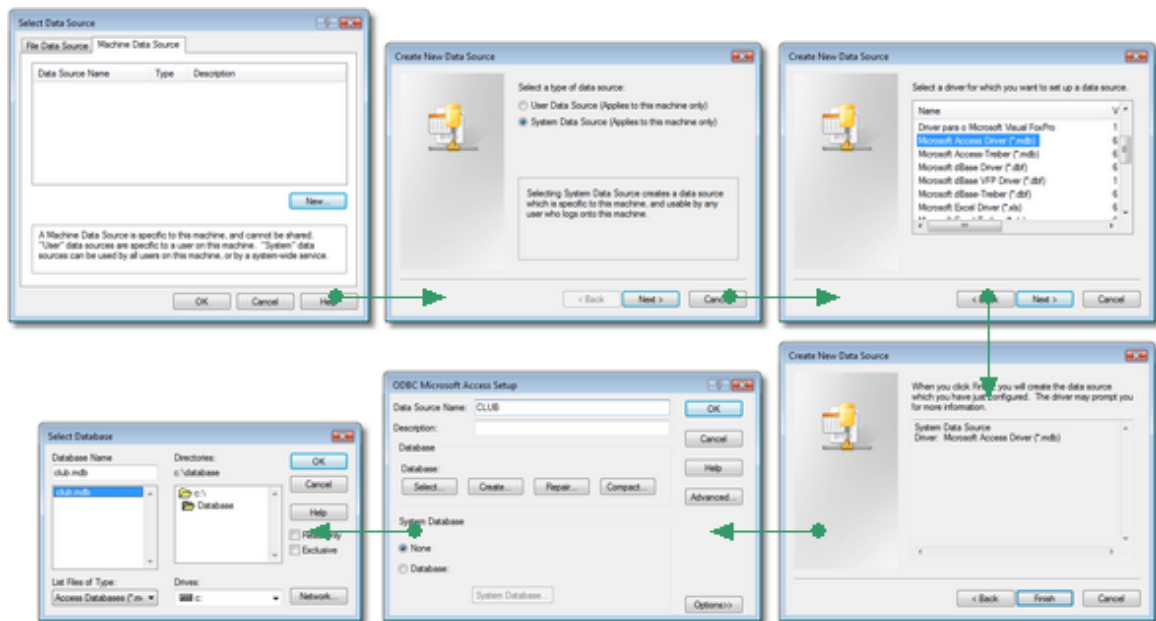 Select Data Source
File Data Source Machine Data Source
Data Source Name Type Description
New...
A Machine Data Source is specific to this machine, and cannot be shared.
"User" data sources are specific to a user on this machine. "System" data
sources can be used by all users on this machine, or by a system-wide service.
OK Cancel Help
Create New Data Source
Select a type of data source:
User Data Source (Applies to this machine only)
System Data Source (Applies to this machine only)
Selecting System Data Source creates a data source
which is specific to this machine, and usable by any
user who logs onto this machine.
< Back Next > Cancel
Create New Data Source
Select a driver for which you want to set up a data source.
Name V
Driver para o Microsoft Visual FoxPro 1
Microsoft Access Driver (*.mdb) 6
Microsoft Access-Treiber (*.mdb) 6
Microsoft dBase Driver (*.dbf) 6
Microsoft dBase VFP Driver (*.dbf) 1
Microsoft dBase-Treiber (*.dbf) 6
Microsoft Excel Driver (*.xls) 6
< Back Next > Cancel
Create New Data Source
When you click Finish, you will create the data source
which you have just configured. The driver may prompt you
for more information.
System Data Source
Driver: Microsoft Access Driver (*.mdb)
< Back Finish Cancel
ODBC Microsoft Access Setup
Data Source Name: CLUB OK
Description:
Cancel
Database
Database: Help
Select... Create... Repair... Compact... Advanced...
System Database
None
Database:
System Database...
Options>>
Select Database
Database Name Directories: OK
club.mdb c:\database
Cancel
club.mdb c:\
Database Help
Read Only
Exclusive
List Files of Type: Drives:
Access Databases (*.m c: Network...